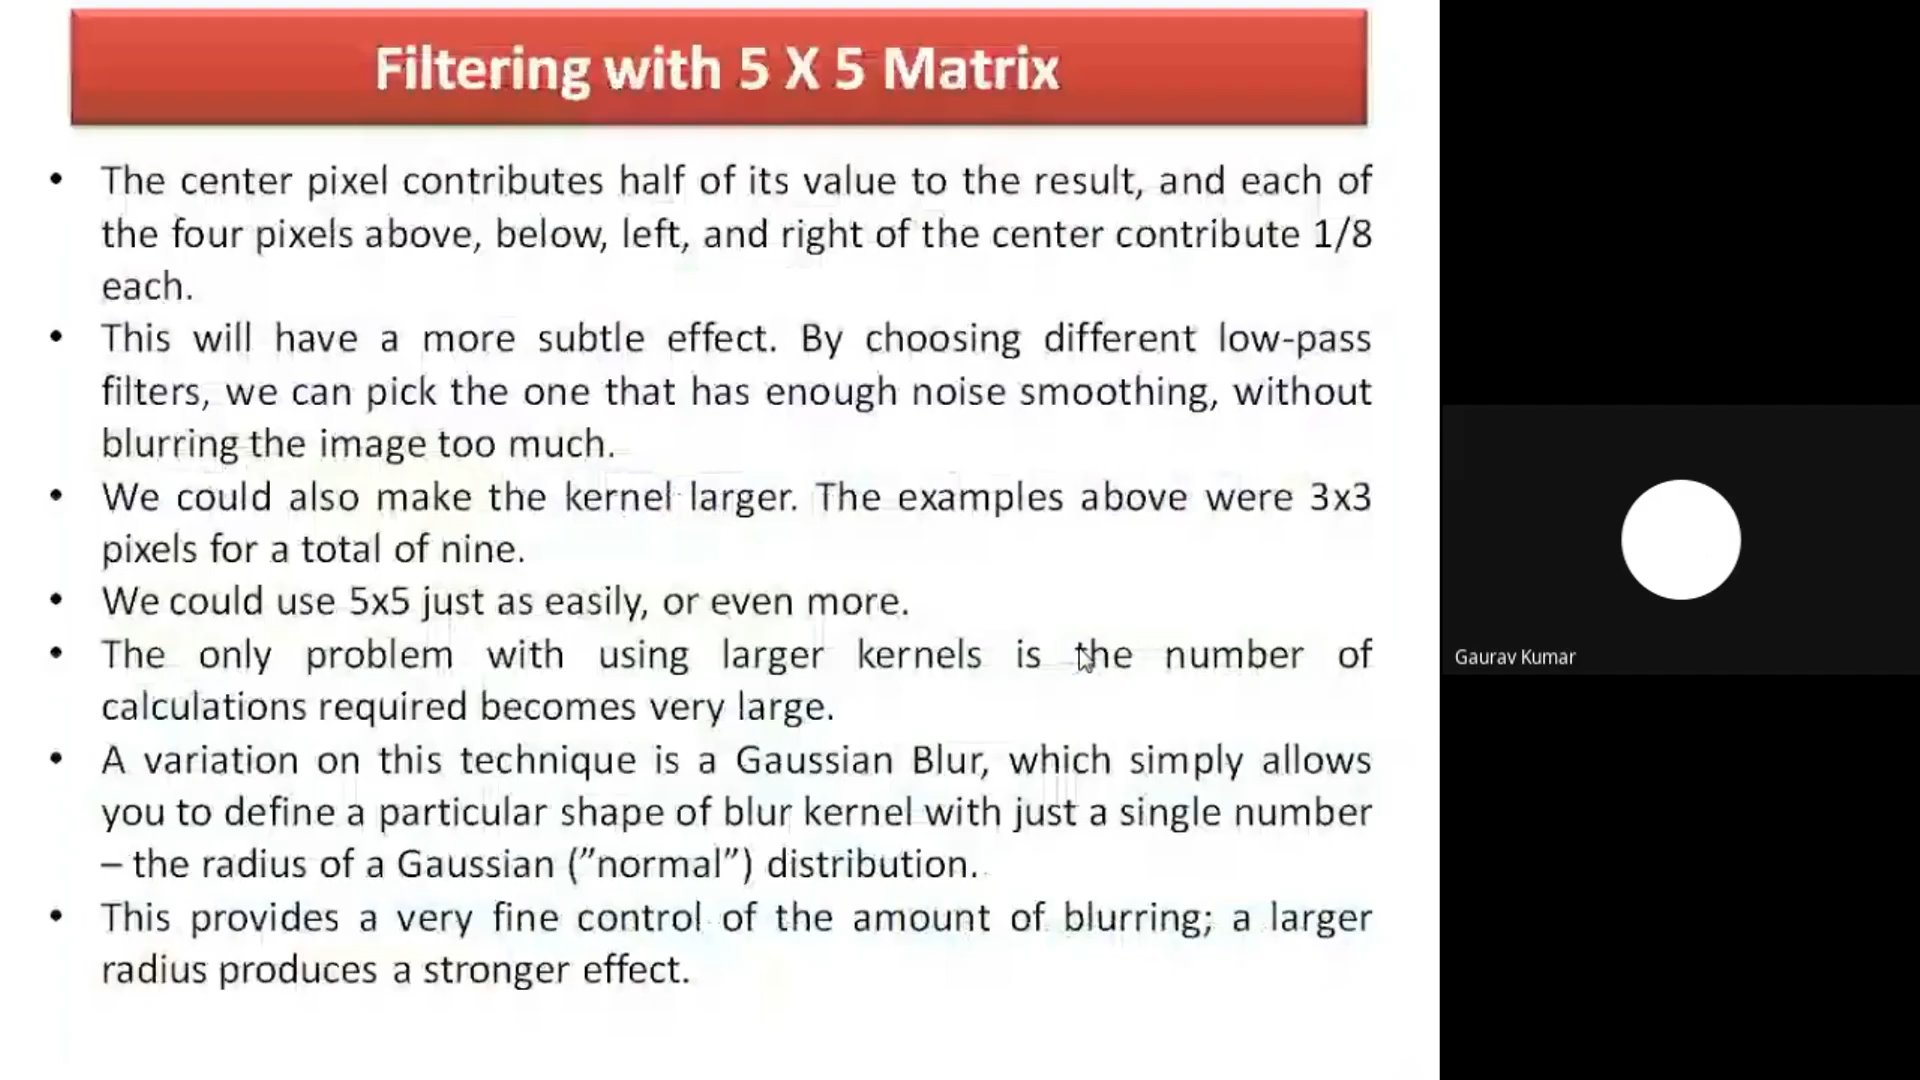 Filtering with 5 X 5 Matrix
• The center pixel contributes half of its value to the result, and each of
the four pixels above, below, left, and right of the center contribute 1/8
each.
• This will have a more subtle effect. By choosing different low-pass
filters, we can pick the one that has enough noise smoothing, without
blurring the image too much.
• We could also make the kernel larger. The examples above were 3x3
pixels for a total of nine.
• We could use 5x5 just as easily, or even more.
• The only problem with using larger kernels is the number of
calculations required becomes very large.
• A variation on this technique is a Gaussian Blur, which simply allows
you to define a particular shape of blur kernel with just a single number
– the radius of a Gaussian (”normal”) distribution.
• This provides a very fine control of the amount of blurring; a larger
radius produces a stronger effect.
Gaurav Kumar